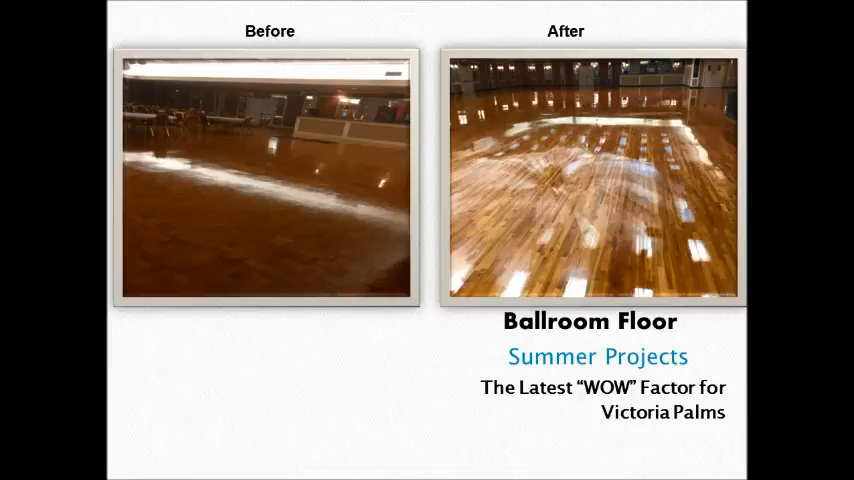 Before
After
Ballroom Floor
Summer Projects
The Latest “WOW” Factor for
Victoria Palms